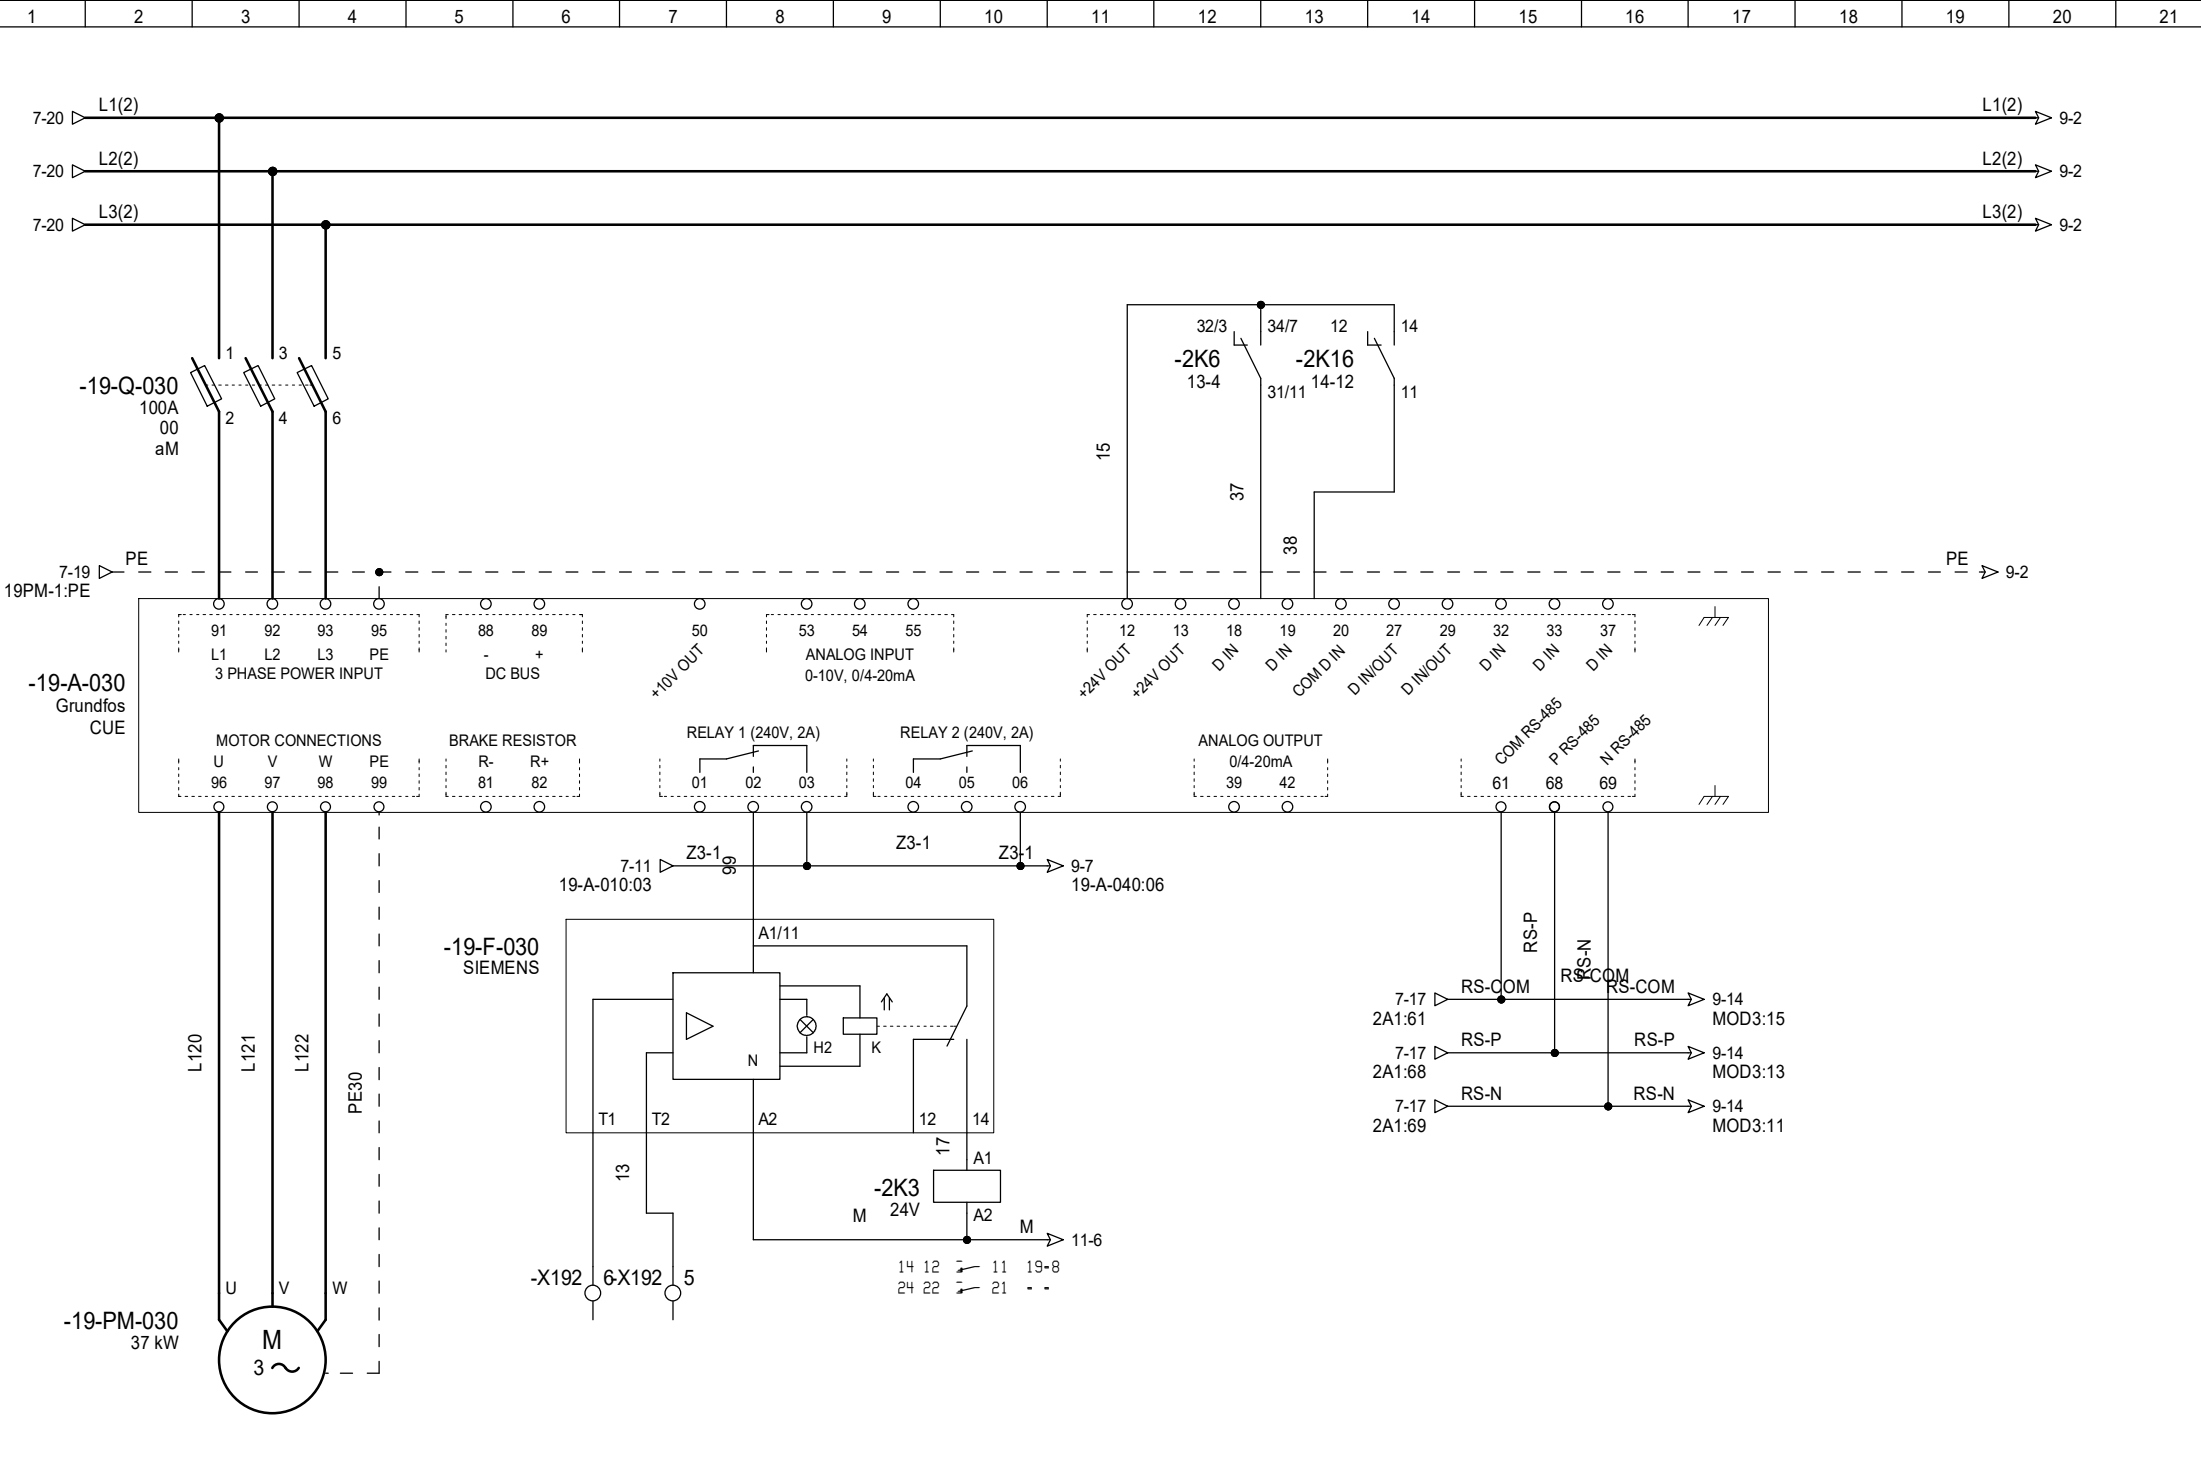 1 2 3 4 5 6 7 8 9 10 11 12 13 14 15 16 17 18 19 20 21
L1(2) L1(2)
7-20 9-2
L2(2) L2(2)
7-20 9-2
L3(2) L3(2)
7-20 9-2
32/3 34/7 12 14
-2K6 -2K16
13-4 14-12
31/11 11
1 3 5
-19-Q-030
100A
2 4 6
00
aM
15
37
38
PE PE
7-19 9-2
19PM-1:PE
91 92 93 95 88 89 50 53 54 55 12 13 18 19 20 27 29 32 33 37
L1 L2 L3 PE - + ANALOG INPUT
3 PHASE POWER INPUT DC BUS 0-10V, 0/4-20mA
+10V OUT +24V OUT +24V OUT D IN D IN COM D IN D IN/OUT D IN/OUT D IN D IN D IN
-19-A-030
Grundfos
CUE
COM RS-485 P RS-485 N RS-485
MOTOR CONNECTIONS BRAKE RESISTOR RELAY 1 (240V, 2A) RELAY 2 (240V, 2A) ANALOG OUTPUT
U V W PE R- R+ 0/4-20mA
96 97 98 99 81 82 01 02 03 04 05 06 39 42 61 68 69
Z3-1 Z3-1 Z3-1
99
7-11 9-7
19-A-010:03 19-A-040:06
-19-F-030
SIEMENS
A1/11
RS-P
RS-N
RS-COM
RS-COM RS-COM
7-17 9-14
2A1:61 MOD3:15
RS-P RS-P
7-17 9-14
2A1:68 MOD3:13
RS-N RS-N
7-17 9-14
2A1:69 MOD3:11
H2 K
N
L120 L121 L122 PE30
T1 T2 A2 12 14
13
17
A1
-2K3
24V
A2
M M
11-6
14 12 11 19-8
24 22 21 - -
-X192 6 -X192 5
U V W
-19-PM-030
37 kW
M
3